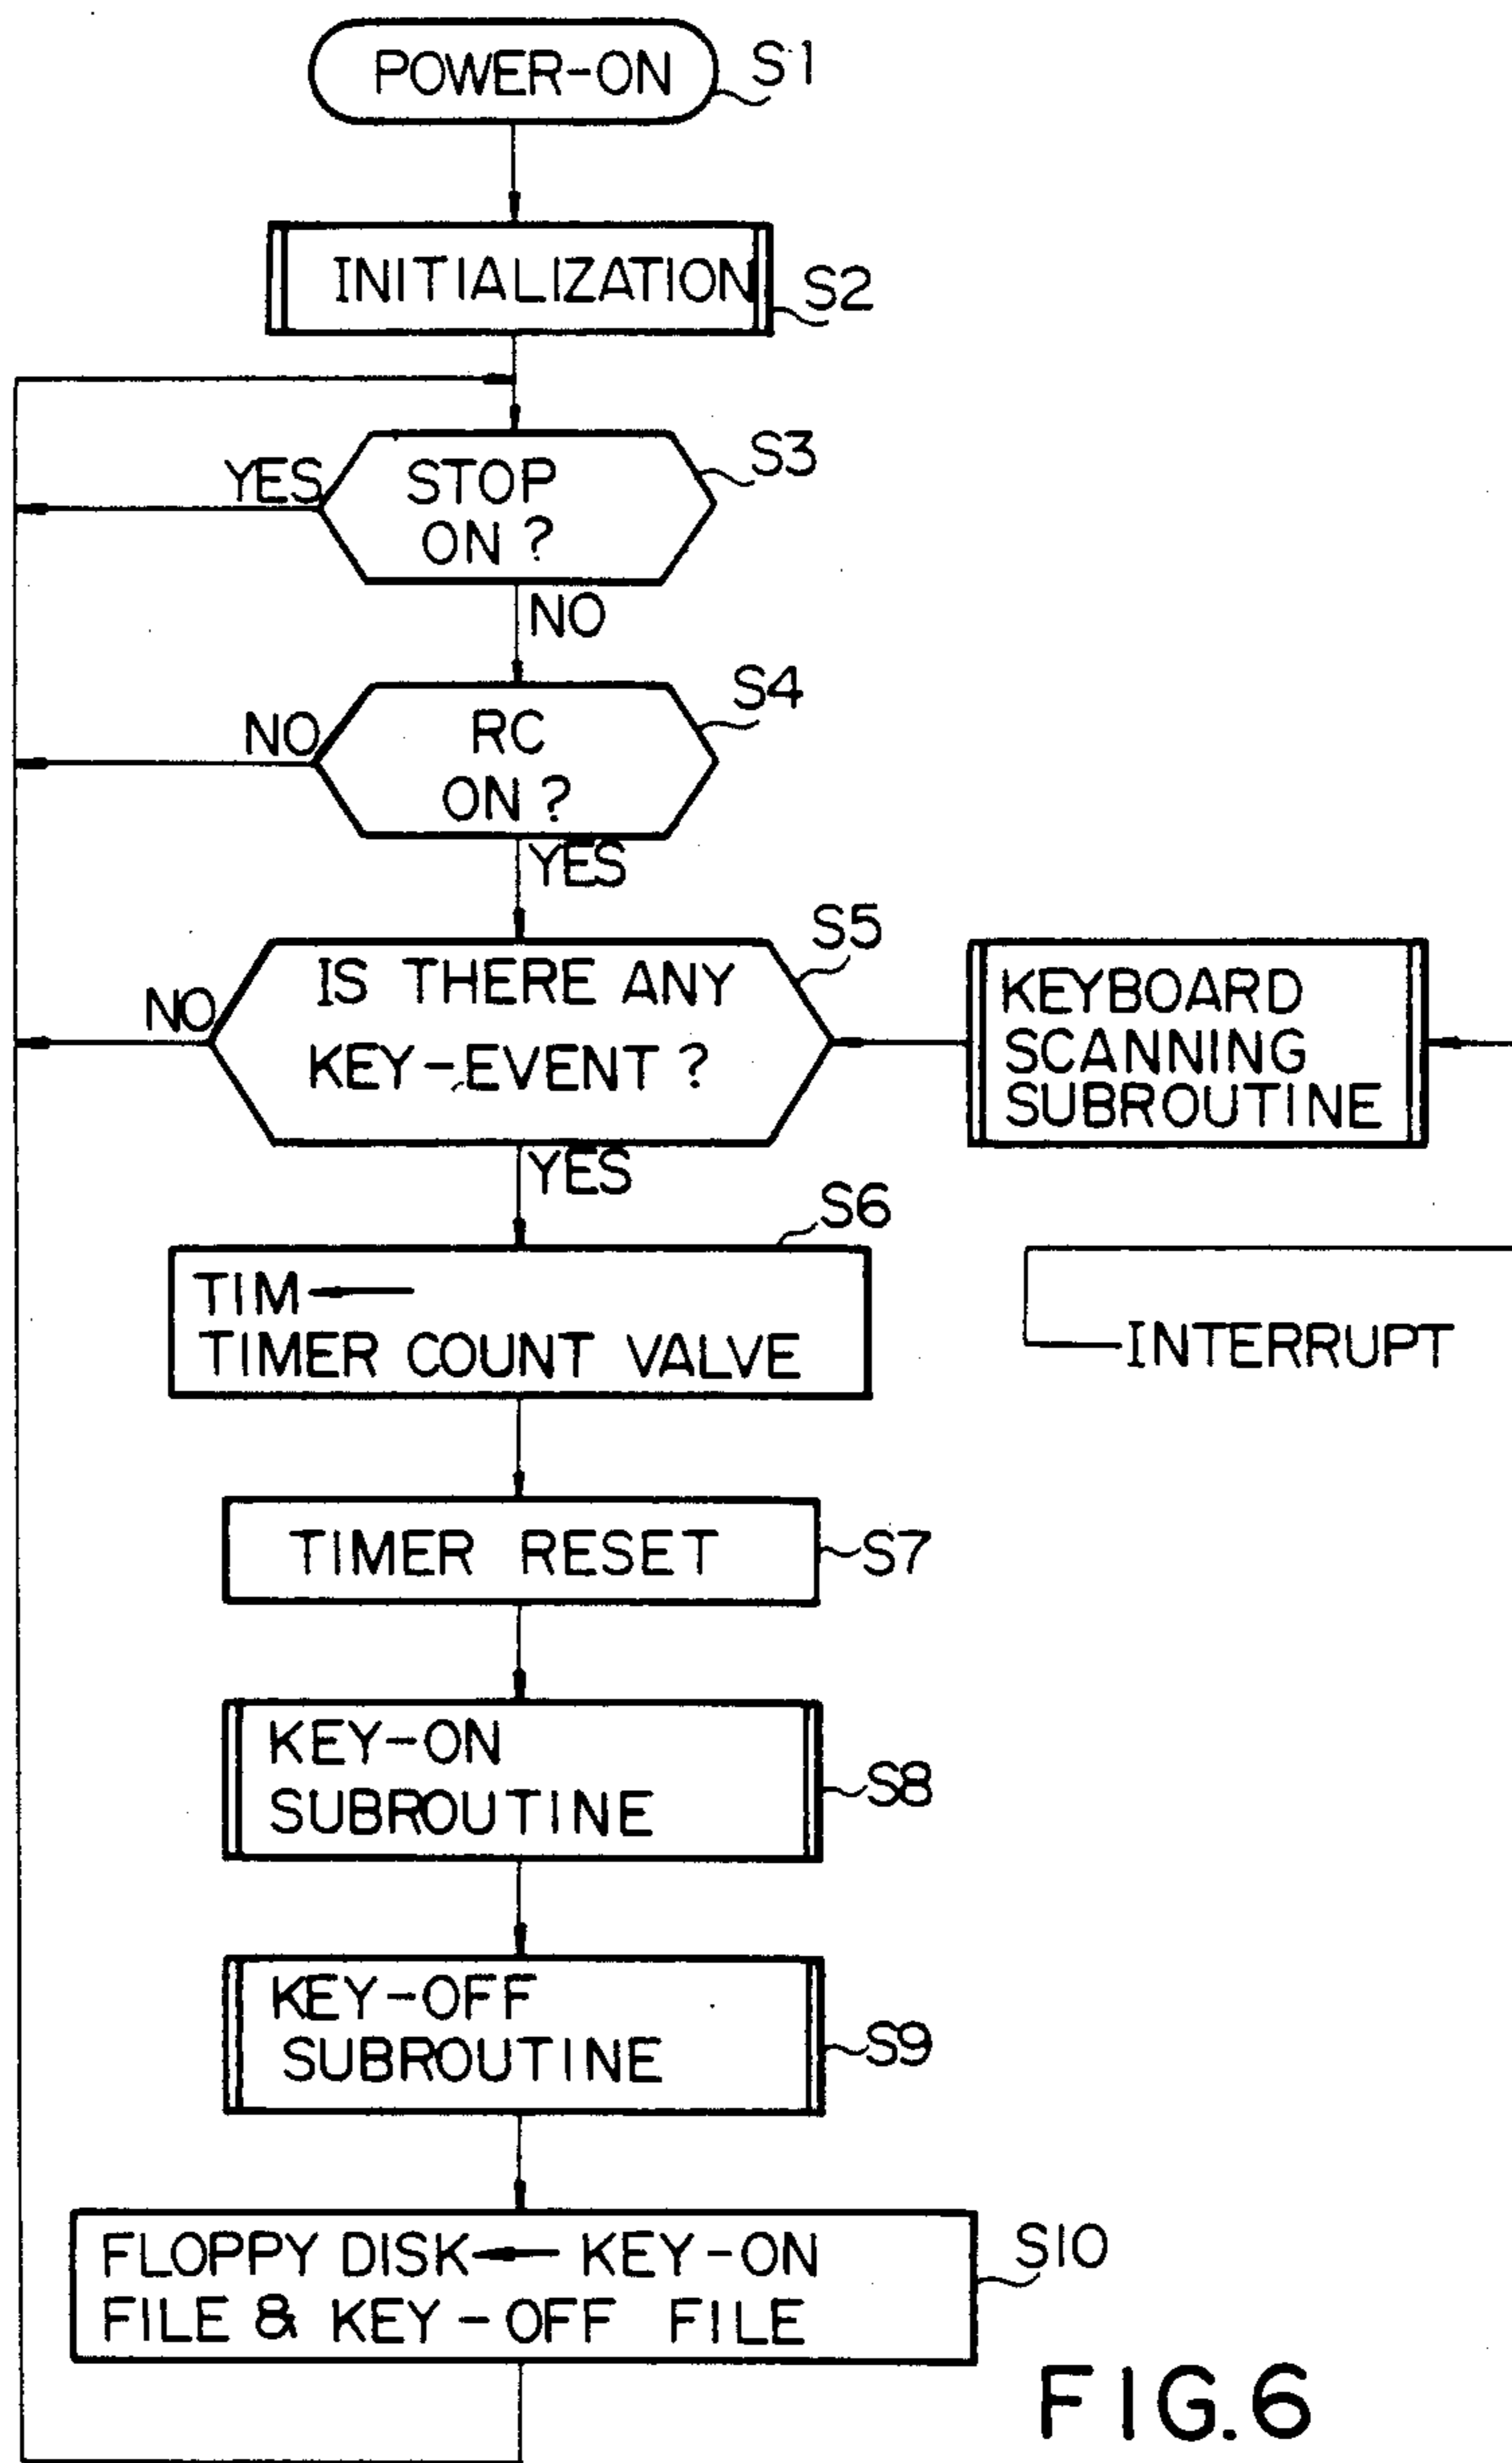 POWER-ON
S1
INITIALIZATION
S2
STOP
ON?
S3
YES
NO
RC
ON?
S4
NO
YES
IS THERE ANY
KEY-EVENT?
S5
NO
YES
KEYBOARD
SCANNING
SUBROUTINE
INTERRUPT
S6
TIM ←
TIMER COUNT VALVE
TIMER RESET
S7
KEY-ON
SUBROUTINE
S8
KEY-OFF
SUBROUTINE
S9
FLOPPY DISK ← KEY-ON
FILE & KEY-OFF FILE
S10
FIG.6